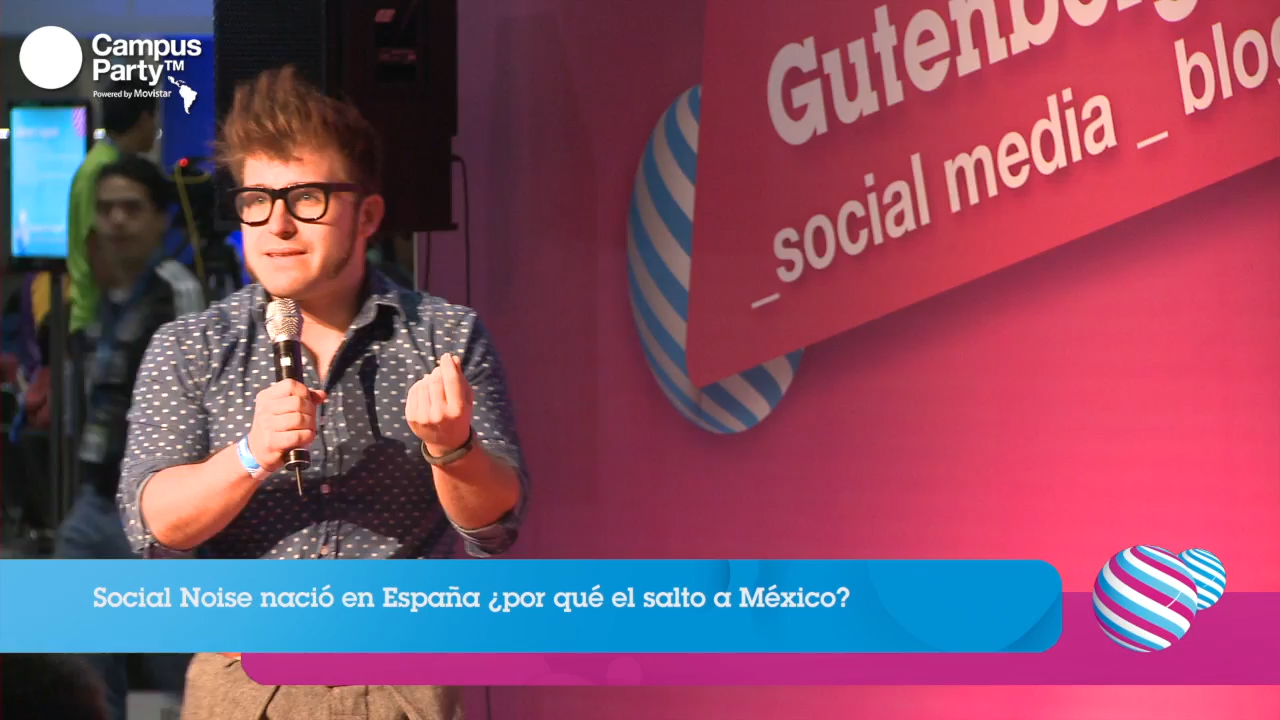 Campus
Party™
Powered by Movistar
Gutenberg
_social media _ blog
Social Noise nació en España ¿por qué el salto a México?